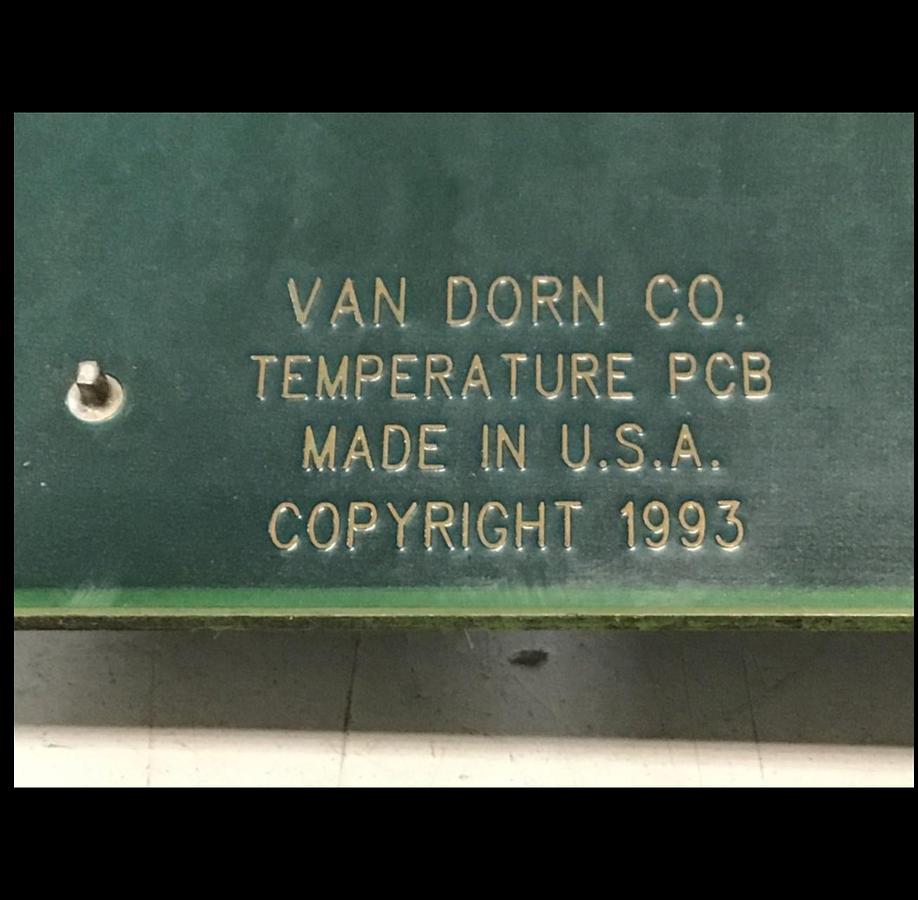 VAN DORN CO.
TEMPERATURE PCB
MADE IN U.S.A.
COPYRIGHT 1993